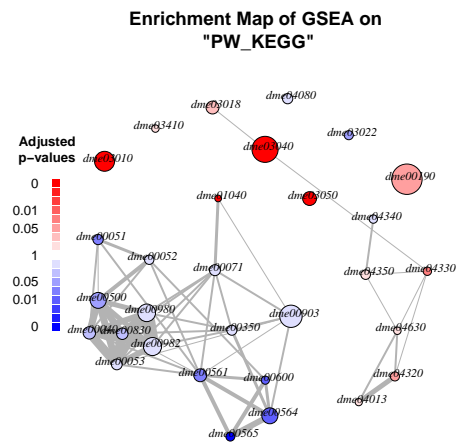 Enrichment Map of GSEA on
"PW_KEGG"
dme04080
dme03018
dme03410
dme03022
Adjusted
p−values
dme03040
dme03010
dme00190
0
0.01
0.05
1
0.05
0.01
0
dme01040
dme03050
dme04340
dme00051
dme00052
dme00071
dme04350
dme04330
dme00500
dme00980
dme00903
dme00040
dme00830
dme00350
dme04630
dme00982
dme00053
dme00561
dme00600
dme04320
dme04013
dme00564
dme00565